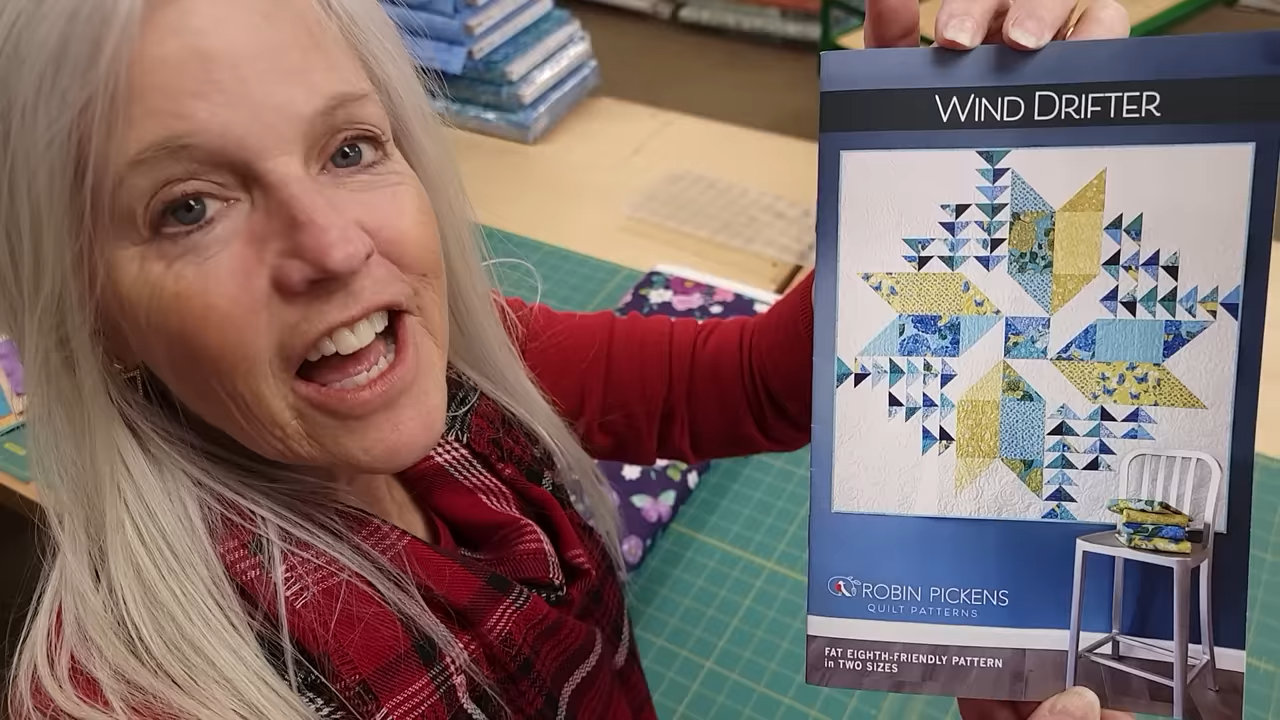 WIND DRIFTER
ROBIN PICKENS
QUILT PATTERNS
FAT EIGHTH-FRIENDLY PATTERN
in TWO SIZES